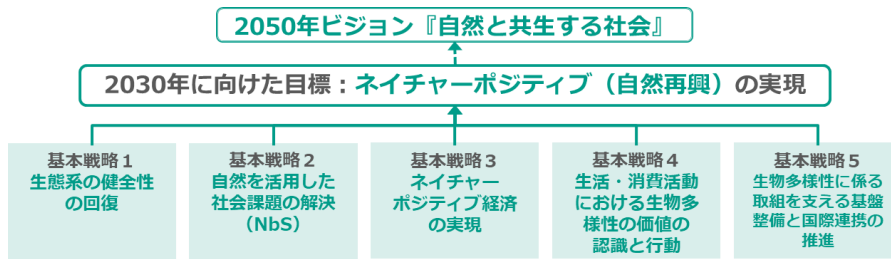 2050年ビジョン『自然と共生する社会』
2030年に向けた目標：ネイチャーポジティブ（自然再興）の実現
基本戦略１
生態系の健全性
の回復
基本戦略２
自然を活用した
社会課題の解決
（NbS）
基本戦略３
ネイチャー
ポジティブ経済
の実現
基本戦略４
生活・消費活動
における生物多
様性の価値の
認識と行動
基本戦略５
生物多様性に係る
取組を支える基盤
整備と国際連携の
推進